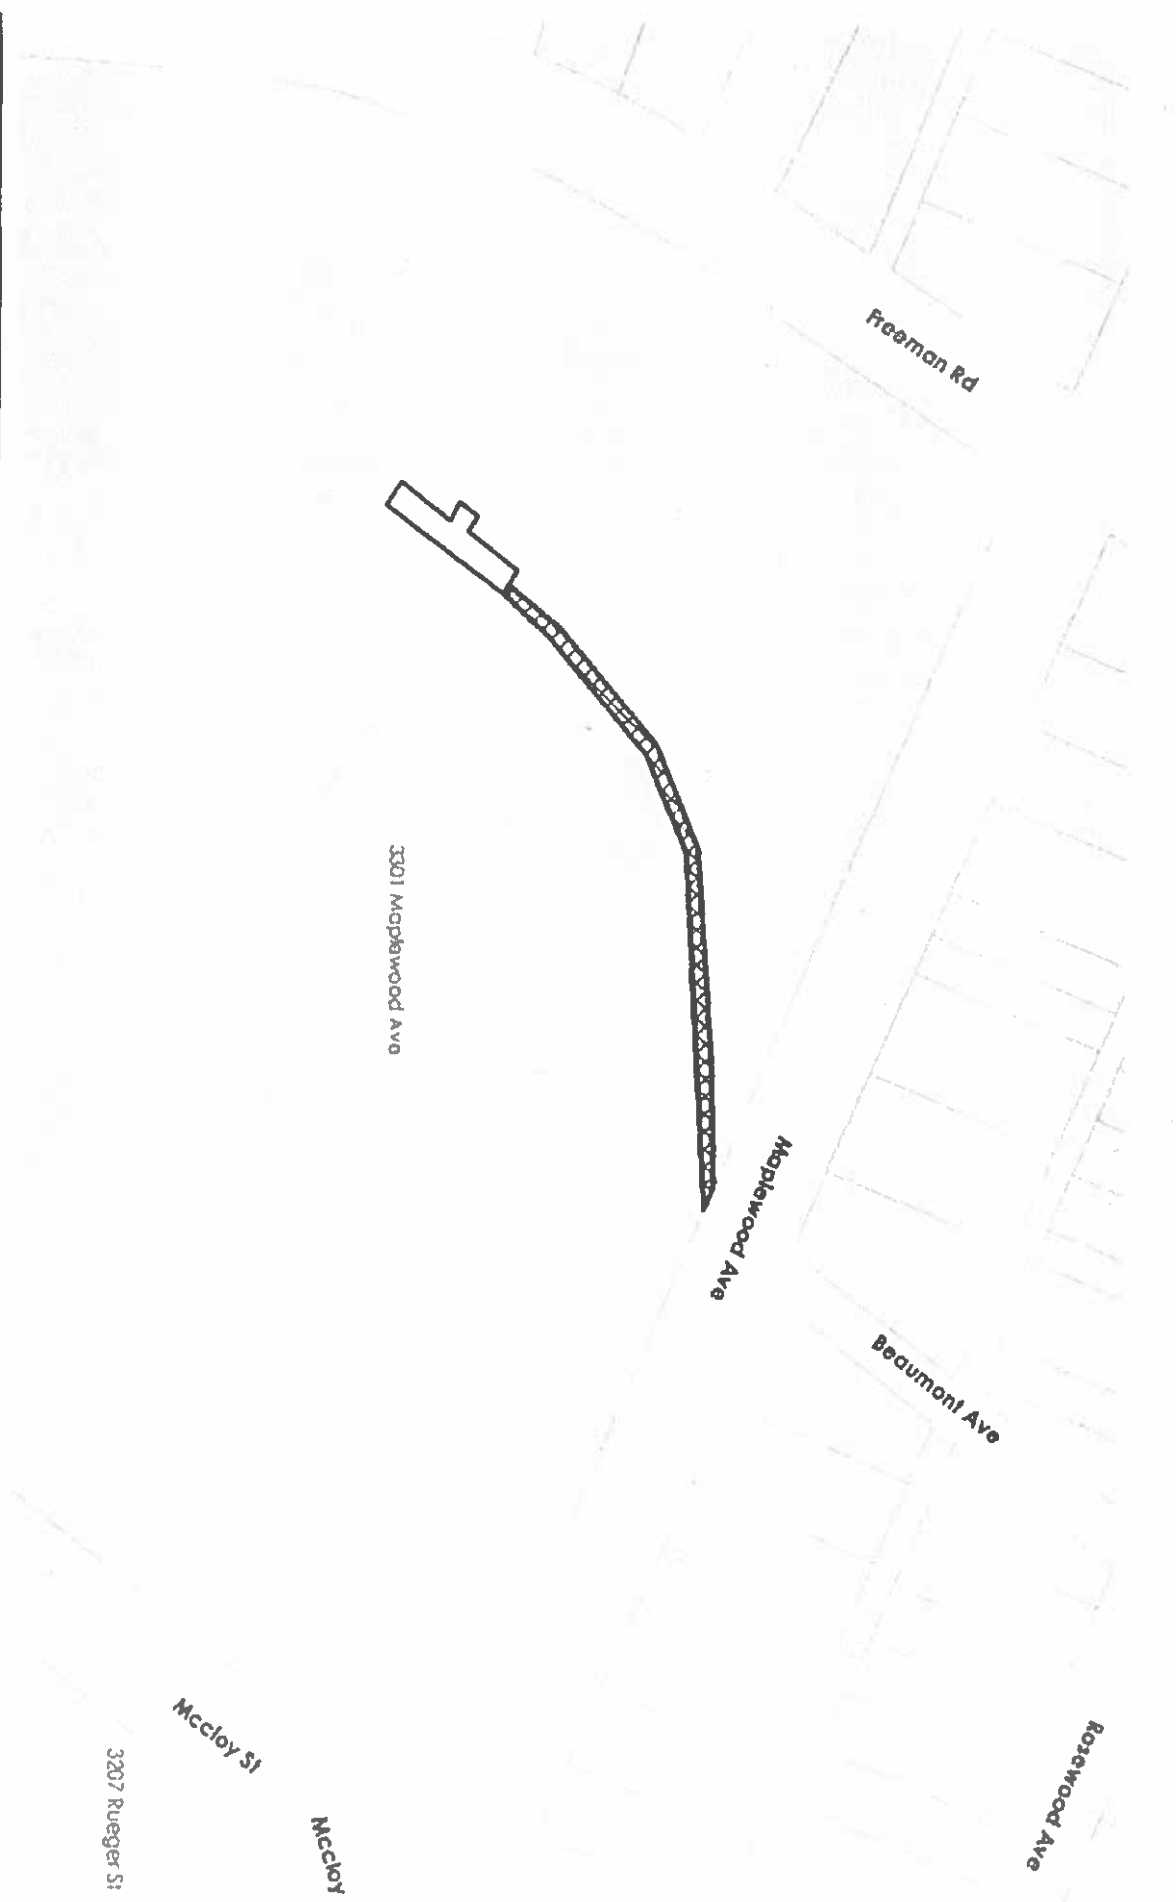 Freeman Rd
3301 Maplewood Ave
Maplewood Ave
Beaumont Ave
Rosewood Ave
Mccloy St
Mccloy
3207 Rueger St